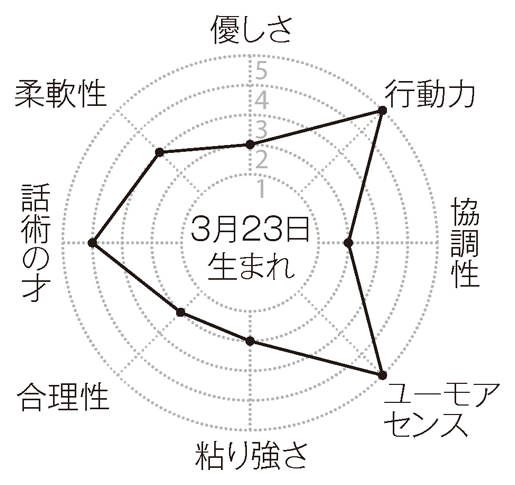 優しさ
行動力
協調性
ユーモア
センス
粘り強さ
合理性
話術の才
柔軟性
5
4
3
2
1
3月23日
生まれ